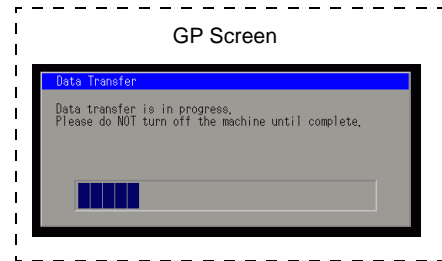 GP Screen
Data Transfer
Data transfer is in progress.
Please do NOT turn off the machine until complete.